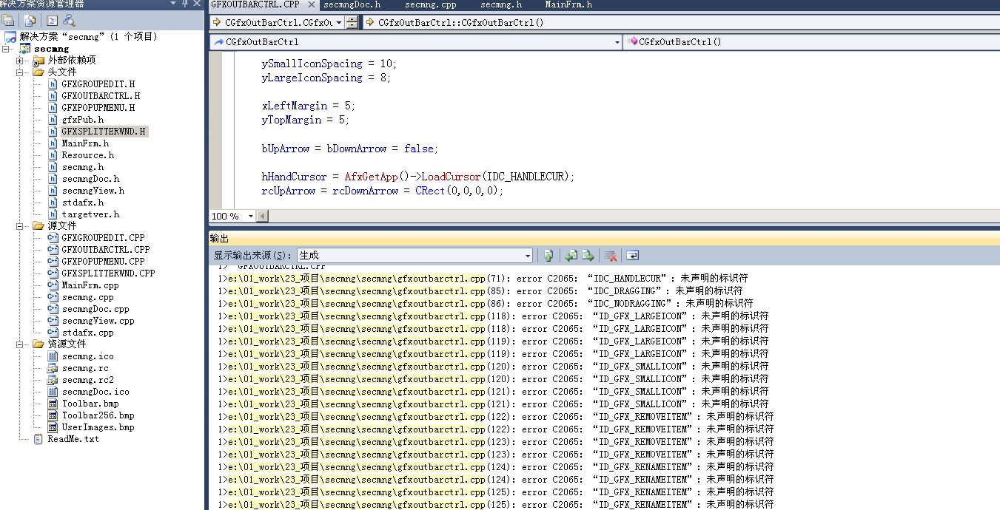 解决方案资源管理器
解决方案“secmng”(1 个项目)
secmng
外部依赖项
头文件
GFXGROUPEDIT.H
GFXOUTBARCTRL.H
GFXPOPUPMENU.H
gfxPub.h
GFXSPLITTERWND.H
MainFrm.h
Resource.h
secmng.h
secmngDoc.h
secmngView.h
stdafx.h
targetver.h
源文件
GFXGROUPEDIT.CPP
GFXOUTBARCTRL.CPP
GFXPOPUPMENU.CPP
GFXSPLITTERWND.CPP
MainFrm.cpp
secmng.cpp
secmngDoc.cpp
secmngView.cpp
stdafx.cpp
资源文件
secmng.ico
secmng.rc
secmng.rc2
secmngDoc.ico
Toolbar.bmp
Toolbar256.bmp
UserImages.bmp
ReadMe.txt
GFXOUTBARCTRL.CPP secmngDoc.h secmng.cpp secmng.h MainFrm.h
CGfxOutBarCtrl.CGfxOu CGfxOutBarCtrl::CGfxOutBarCtrl()
CGfxOutBarCtrl CGfxOutBarCtrl()
ySmallIconSpacing = 10;
yLargeIconSpacing = 8;
xLeftMargin = 5;
yTopMargin = 5;
bUpArrow = bDownArrow = false;
hHandCursor = AfxGetApp()->LoadCursor(IDC_HANDLECUR);
rcUpArrow = rcDownArrow = CRect(0,0,0,0);
100 %
输出
显示输出来源(S): 生成
1> GFXOUTBARCTRL.CPP
1>e:\01_work\23_项目\secmng\secmng\gfxoutbarctrl.cpp(71): error C2065: “IDC_HANDLECUR”: 未声明的标识符
1>e:\01_work\23_项目\secmng\secmng\gfxoutbarctrl.cpp(85): error C2065: “IDC_DRAGGING”: 未声明的标识符
1>e:\01_work\23_项目\secmng\secmng\gfxoutbarctrl.cpp(86): error C2065: “IDC_NODRAGGING”: 未声明的标识符
1>e:\01_work\23_项目\secmng\secmng\gfxoutbarctrl.cpp(118): error C2065: “ID_GFX_LARGEICON”: 未声明的标识符
1>e:\01_work\23_项目\secmng\secmng\gfxoutbarctrl.cpp(118): error C2065: “ID_GFX_LARGEICON”: 未声明的标识符
1>e:\01_work\23_项目\secmng\secmng\gfxoutbarctrl.cpp(119): error C2065: “ID_GFX_LARGEICON”: 未声明的标识符
1>e:\01_work\23_项目\secmng\secmng\gfxoutbarctrl.cpp(119): error C2065: “ID_GFX_LARGEICON”: 未声明的标识符
1>e:\01_work\23_项目\secmng\secmng\gfxoutbarctrl.cpp(120): error C2065: “ID_GFX_SMALLICON”: 未声明的标识符
1>e:\01_work\23_项目\secmng\secmng\gfxoutbarctrl.cpp(120): error C2065: “ID_GFX_SMALLICON”: 未声明的标识符
1>e:\01_work\23_项目\secmng\secmng\gfxoutbarctrl.cpp(121): error C2065: “ID_GFX_SMALLICON”: 未声明的标识符
1>e:\01_work\23_项目\secmng\secmng\gfxoutbarctrl.cpp(121): error C2065: “ID_GFX_SMALLICON”: 未声明的标识符
1>e:\01_work\23_项目\secmng\secmng\gfxoutbarctrl.cpp(122): error C2065: “ID_GFX_REMOVEITEM”: 未声明的标识符
1>e:\01_work\23_项目\secmng\secmng\gfxoutbarctrl.cpp(122): error C2065: “ID_GFX_REMOVEITEM”: 未声明的标识符
1>e:\01_work\23_项目\secmng\secmng\gfxoutbarctrl.cpp(123): error C2065: “ID_GFX_REMOVEITEM”: 未声明的标识符
1>e:\01_work\23_项目\secmng\secmng\gfxoutbarctrl.cpp(123): error C2065: “ID_GFX_REMOVEITEM”: 未声明的标识符
1>e:\01_work\23_项目\secmng\secmng\gfxoutbarctrl.cpp(124): error C2065: “ID_GFX_RENAMEITEM”: 未声明的标识符
1>e:\01_work\23_项目\secmng\secmng\gfxoutbarctrl.cpp(124): error C2065: “ID_GFX_RENAMEITEM”: 未声明的标识符
1>e:\01_work\23_项目\secmng\secmng\gfxoutbarctrl.cpp(125): error C2065: “ID_GFX_RENAMEITEM”: 未声明的标识符
1>e:\01_work\23_项目\secmng\secmng\gfxoutbarctrl.cpp(125): error C2065: “ID_GFX_RENAMEITEM”: 未声明的标识符